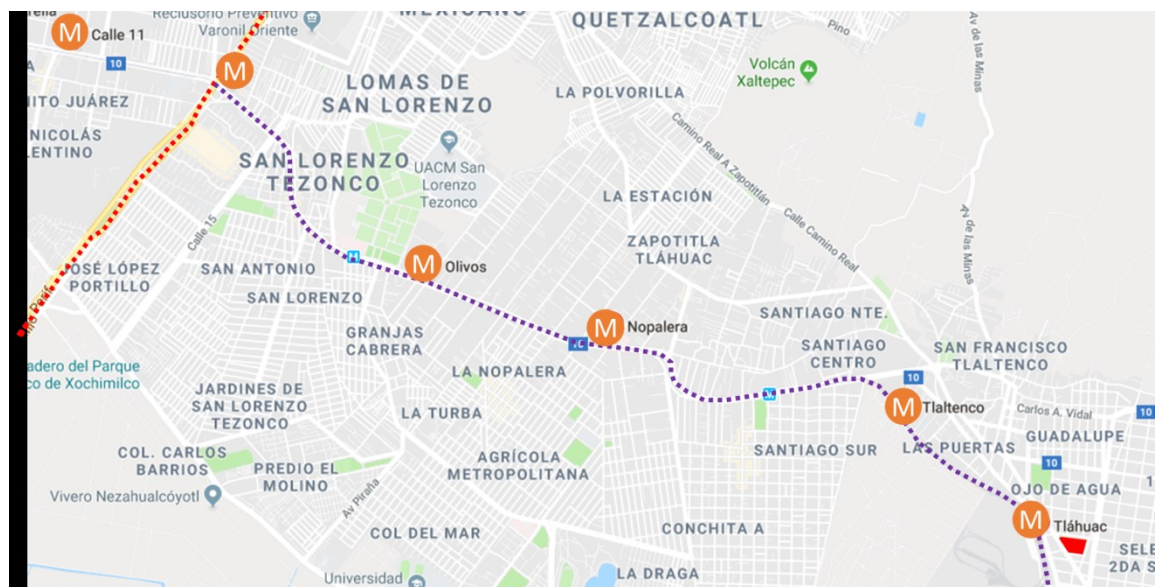 Reclusorio Preventivo
Varonil Oriente
MEXICANO
QUETZALCOATL
Pino
Av de las Minas
M
Calle 11
10
M
LOMAS DE
SAN LORENZO
Volcán
Xaltepec
LA POLVORILLA
NICOLÁS
Camino Real A Zapotitlán
SAN LORENZO
TEZONCO
UACM San
Lorenzo
Tezonco
LA ESTACIÓN
Calle 15
Calle Camino Real
Av de las Minas
ZAPOTITLA
TLÁHUAC
JOSÉ LÓPEZ
PORTILLO
SAN ANTONIO
H
M
Olivos
SAN LORENZO
GRANJAS
CABRERA
M
Nopalera
10
SANTIAGO NTE.
SANTIAGO
CENTRO
SAN FRANCISCO
TLALTENCO
adero del Parque
co de Xochimilco
LA NOPALERA
10
JARDINES DE
SAN LORENZO
TEZONCO
LA TURBA
M
Tlaltenco
Carlos A. Vidal
10
COL. CARLOS
BARRIOS
PREDIO EL
MOLINO
AGRÍCOLA
METROPOLITANA
SANTIAGO SUR
LAS PUERTAS
GUADALUPE
10
Vivero Nezahualcóyotl
Av Piraña
OJO DE AGUA
COL DEL MAR
CONCHITA A
M
Tláhuac
SELE
2DA S
LA DRAGA
Universidad